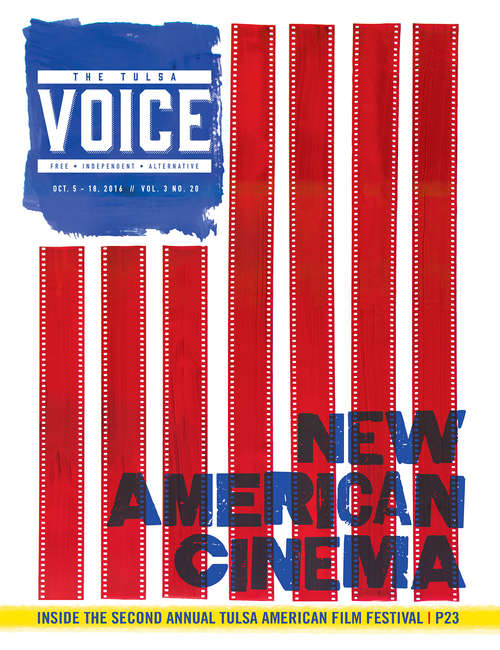 THE TULSA
VOICE
FREE • INDEPENDENT • ALTERNATIVE
OCT. 5 - 18, 2016 // VOL. 3 NO. 20
NEW
AMERICAN
CINEMA
INSIDE THE SECOND ANNUAL TULSA AMERICAN FILM FESTIVAL | P23